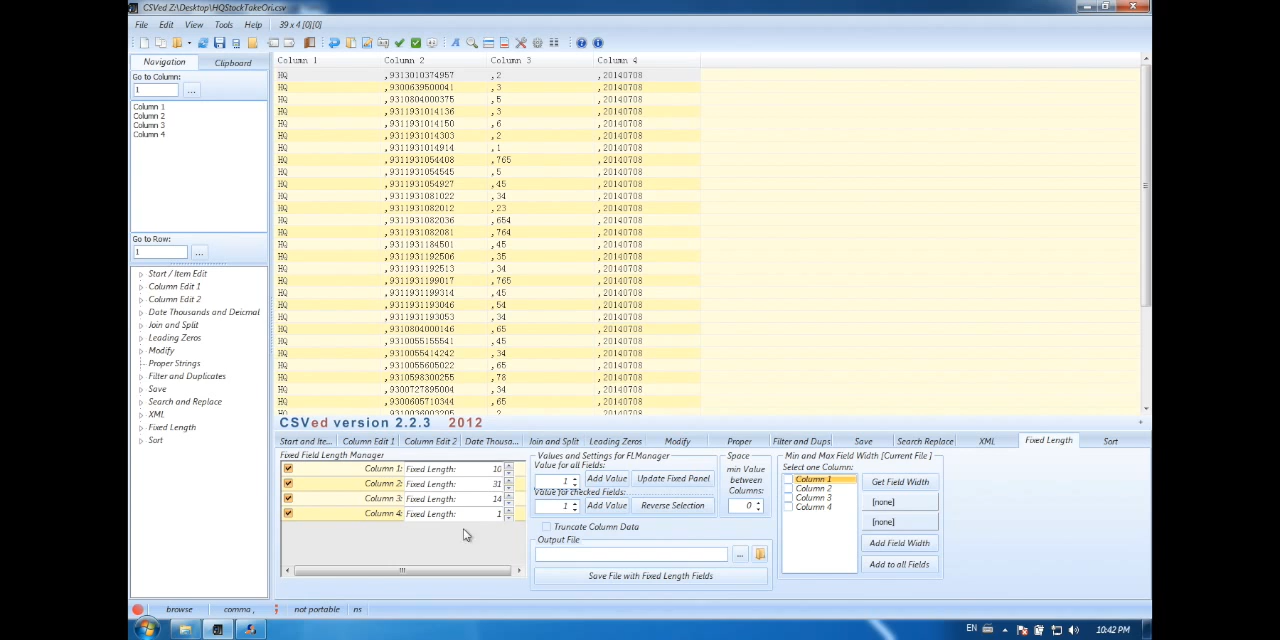 CSVed Z:\Desktop\HQStockTakeOri.csv
File Edit View Tools Help 39 x 4 [0][0]
Navigation Clipboard
Go to Column:
1 ...
Column 1
Column 2
Column 3
Column 4
Go to Row:
1 ...
Start / Item Edit
Column Edit 1
Column Edit 2
Date Thousands and Deicmal
Join and Split
Leading Zeros
Modify
Proper Strings
Filter and Duplicates
Save
Search and Replace
XML
Fixed Length
Sort
Column 1 Column 2 Column 3 Column 4
HQ ,9313010374957 ,2 ,20140708
HQ ,9300639500041 ,3 ,20140708
HQ ,9310804000375 ,5 ,20140708
HQ ,9311931014136 ,3 ,20140708
HQ ,9311931014150 ,6 ,20140708
HQ ,9311931014303 ,2 ,20140708
HQ ,9311931014914 ,1 ,20140708
HQ ,9311931054408 ,765 ,20140708
HQ ,9311931054545 ,5 ,20140708
HQ ,9311931054927 ,45 ,20140708
HQ ,9311931081022 ,34 ,20140708
HQ ,9311931082012 ,23 ,20140708
HQ ,9311931082036 ,654 ,20140708
HQ ,9311931082081 ,764 ,20140708
HQ ,9311931184501 ,45 ,20140708
HQ ,9311931192506 ,35 ,20140708
HQ ,9311931192513 ,34 ,20140708
HQ ,9311931199017 ,765 ,20140708
HQ ,9311931199314 ,45 ,20140708
HQ ,9311931193046 ,54 ,20140708
HQ ,9311931193053 ,34 ,20140708
HQ ,9310804000146 ,65 ,20140708
HQ ,9310055155541 ,45 ,20140708
HQ ,9310055414242 ,34 ,20140708
HQ ,9310055605022 ,65 ,20140708
HQ ,9310598300255 ,78 ,20140708
HQ ,9300727895004 ,34 ,20140708
HQ ,9300605710344 ,65 ,20140708
HQ ,9310036003205 ,2 ,20140708
CSVed version 2.2.3 2012
Start and Ite... Column Edit 1 Column Edit 2 Date Thousa... Join and Split Leading Zeros Modify Proper Filter and Dups Save Search Replace XML Fixed Length Sort
Fixed Field Length Manager
Column 1: Fixed Length: 10
Column 2: Fixed Length: 31
Column 3: Fixed Length: 14
Column 4: Fixed Length: 1
Values and Settings for FLManager
Value for all Fields:
1 Add Value Update Fixed Panel
Value for checked Fields:
1 Add Value Reverse Selection
Truncate Column Data
Output File
...
Save File with Fixed Length Fields
Space
min Value
between
Columns:
0
Min and Max Field Width [Current File]
Select one Column:
Column 1
Column 2
Column 3
Column 4
Get Field Width
[none]
[none]
Add Field Width
Add to all Fields
browse comma , ; not portable ns
EN 10:42 PM